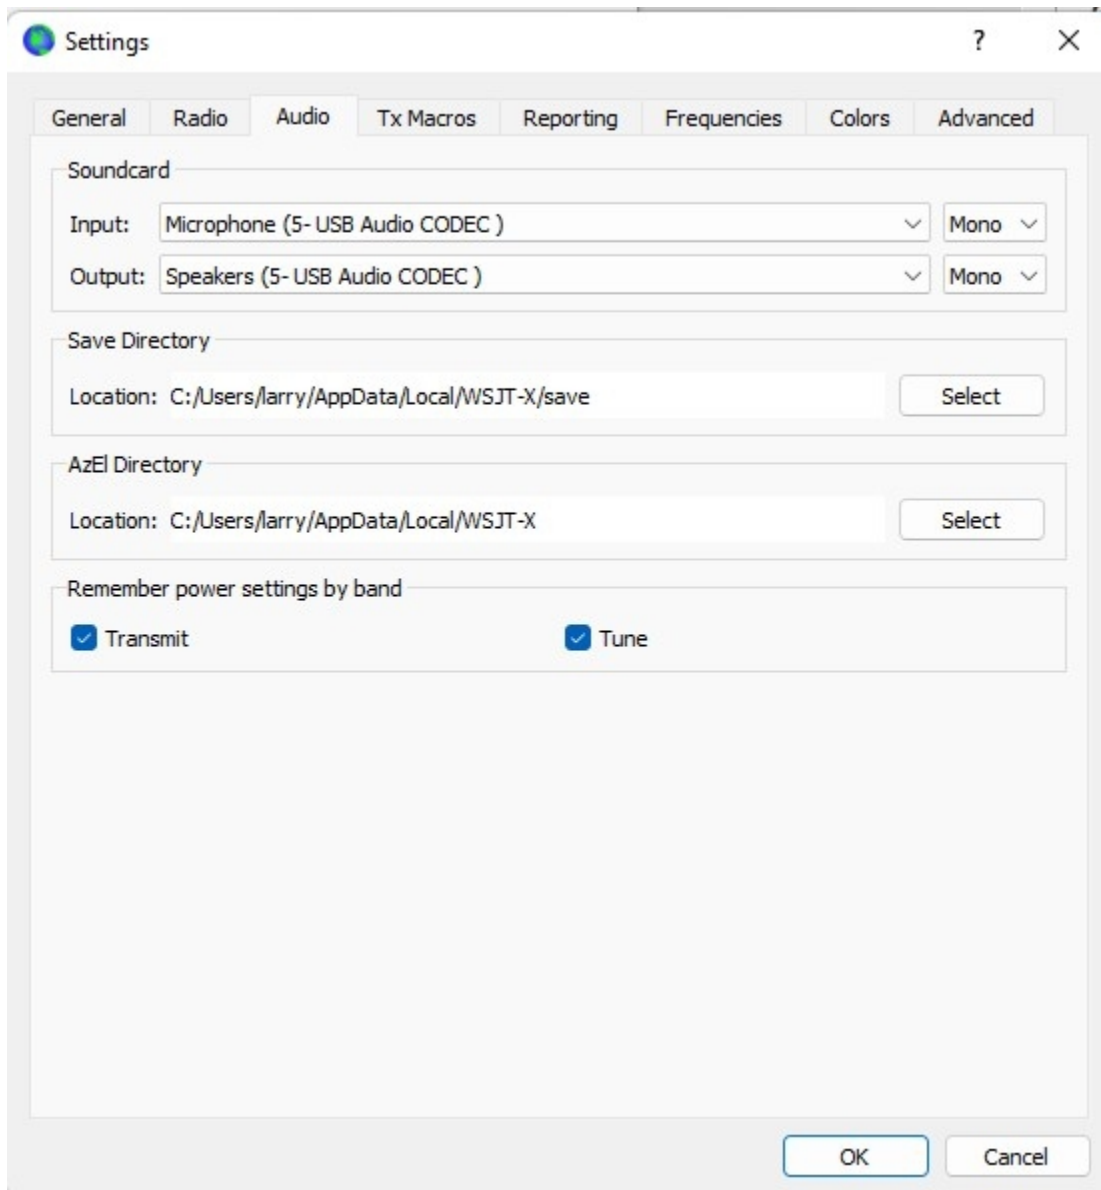 Settings
?
General Radio Audio Tx Macros Reporting Frequencies Colors Advanced
Soundcard
Input: Microphone (5- USB Audio CODEC ) Mono
Output: Speakers (5- USB Audio CODEC ) Mono
Save Directory
Location: C:/Users/larry/AppData/Local/WSJT-X/save Select
AzEl Directory
Location: C:/Users/larry/AppData/Local/WSJT-X Select
Remember power settings by band
Transmit Tune
OK Cancel